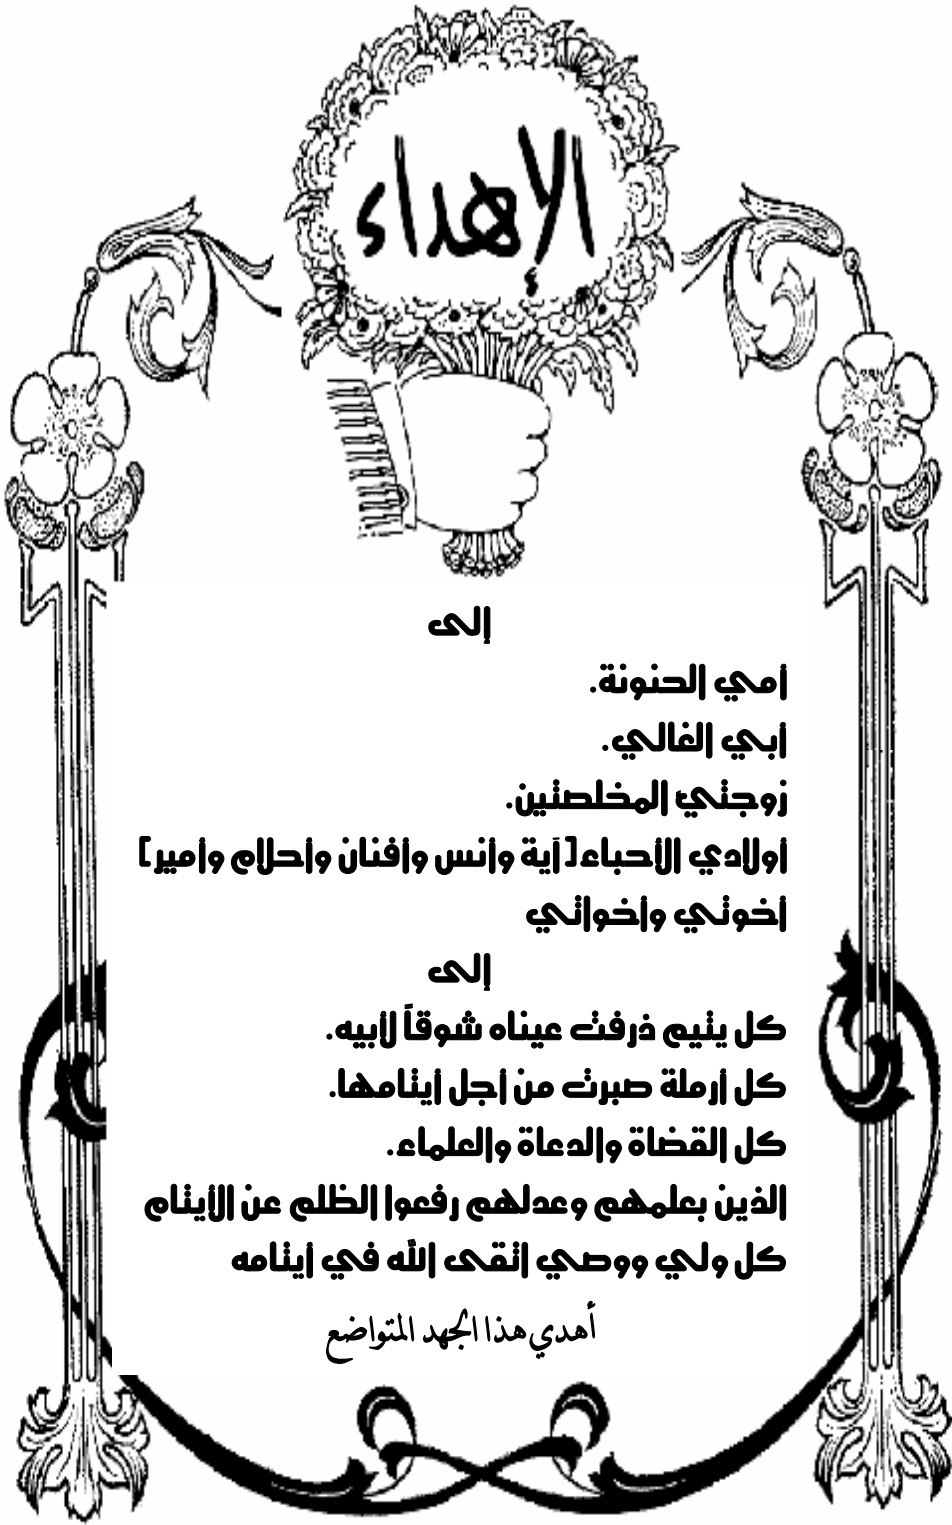 الإهداء
إلى
أمي الحنونة.
أبي الغالي.
زوجتي المخلصتين.
أولادي الأحباء[ آية وأنس وأفنان وأحلام وأمير]
أخوتي وأخواتي
إلى
كل يتيم ذرفت عيناه شوقاً لأبيه.
كل أرملة صبرت من أجل أيتامها.
كل القضاة والدعاة والعلماء.
الذين بعلمهم وعدلهم رفعوا الظلم عن الأيتام
كل ولي ووصي اتقى الله في أيتامه
أهدي هذا الجهد المتواضع